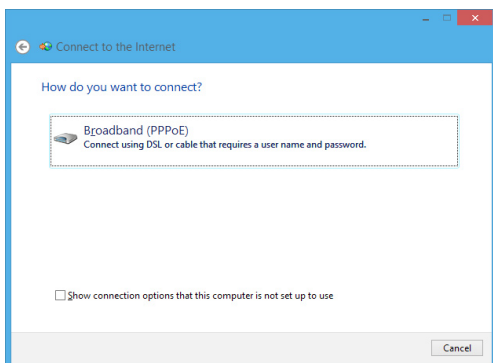 Connect to the Internet
How do you want to connect?
Broadband (PPPoE)
Connect using DSL or cable that requires a user name and password.
Show connection options that this computer is not set up to use
Cancel